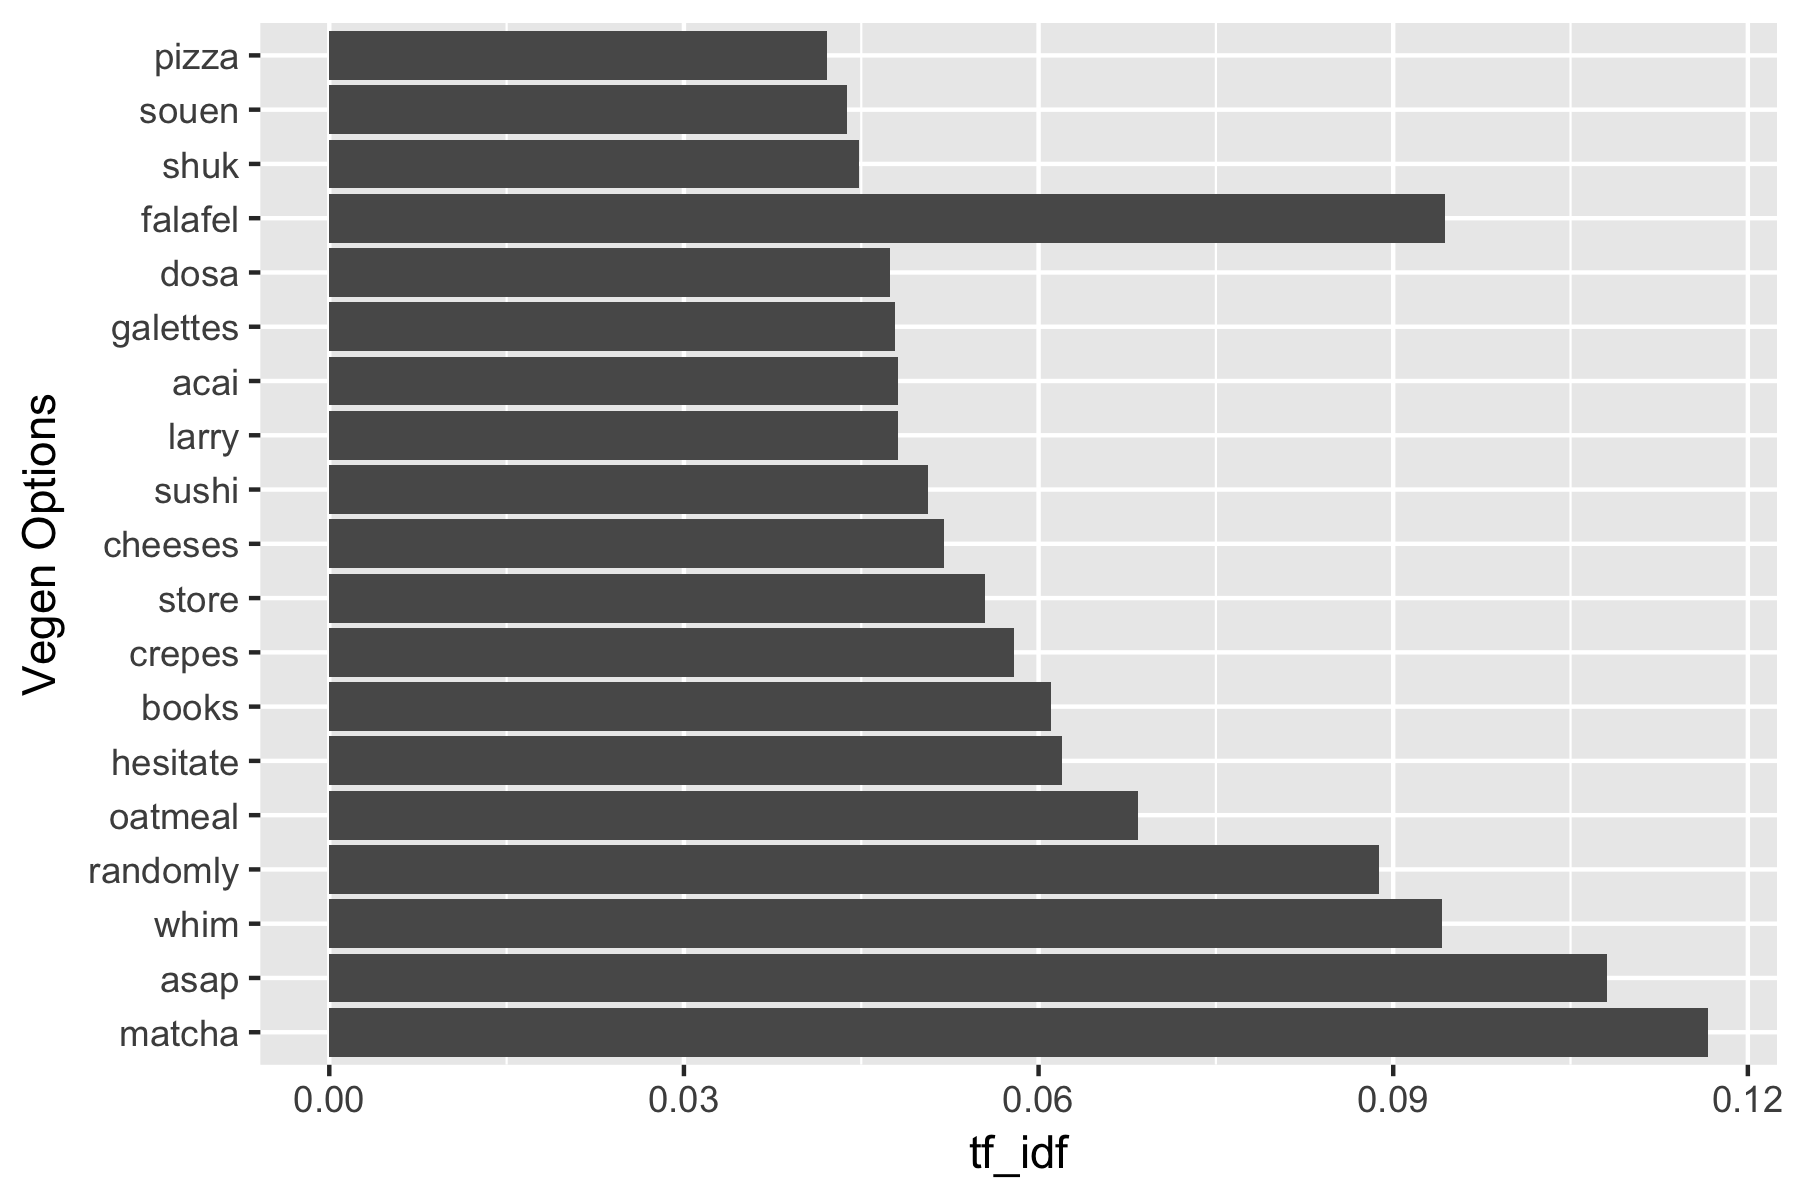 pizza
souen
shuk
falafel
dosa
galettes
acai
larry
sushi
cheeses
store
crepes
books
hesitate
oatmeal
randomly
whim
asap
matcha
Vegen Options
0.00 0.03 0.06 0.09 0.12
tf_idf